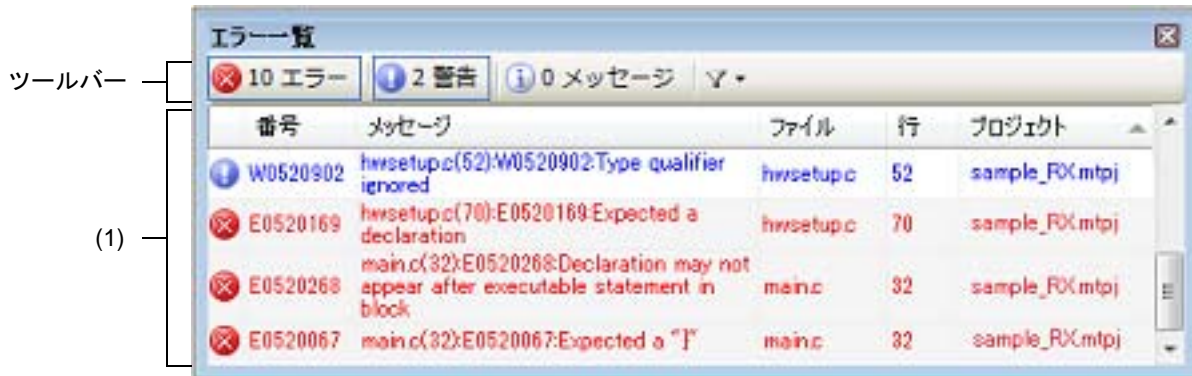 エラー一覧
ツールバー
10 エラー 2 警告 0 メッセージ
番号 メッセージ ファイル 行 プロジェクト
W0520902 hwsetup.c(52):W0520902:Type qualifier ignored hwsetup.c 52 sample_RX.mtpj
(1)
E0520169 hwsetup.c(70):E0520169:Expected a declaration hwsetup.c 70 sample_RX.mtpj
E0520268 main.c(32):E0520268:Declaration may not appear after executable statement in block main.c 32 sample_RX.mtpj
E0520067 main.c(32):E0520067:Expected a "]" main.c 32 sample_RX.mtpj